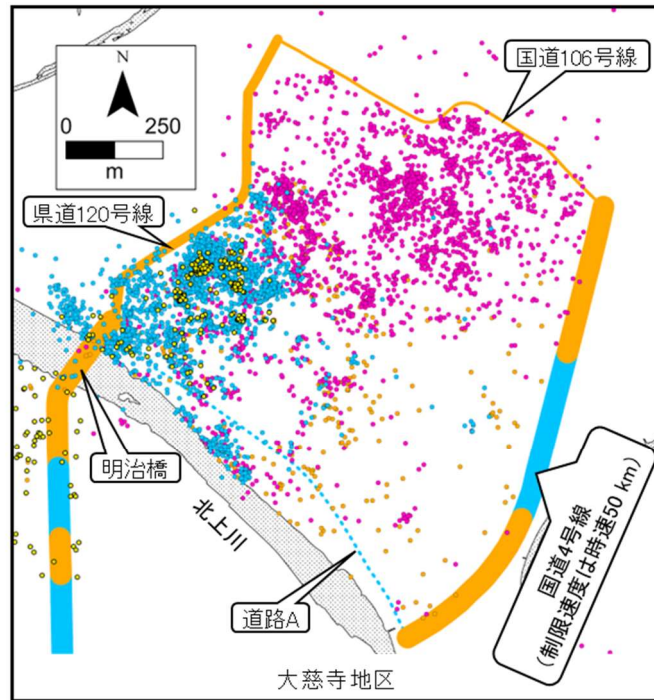 国道106号線
N
0 250
m
県道120号線
明治橋
北上川
国道4号線
（制限速度は時速50 km）
道路A
大慈寺地区